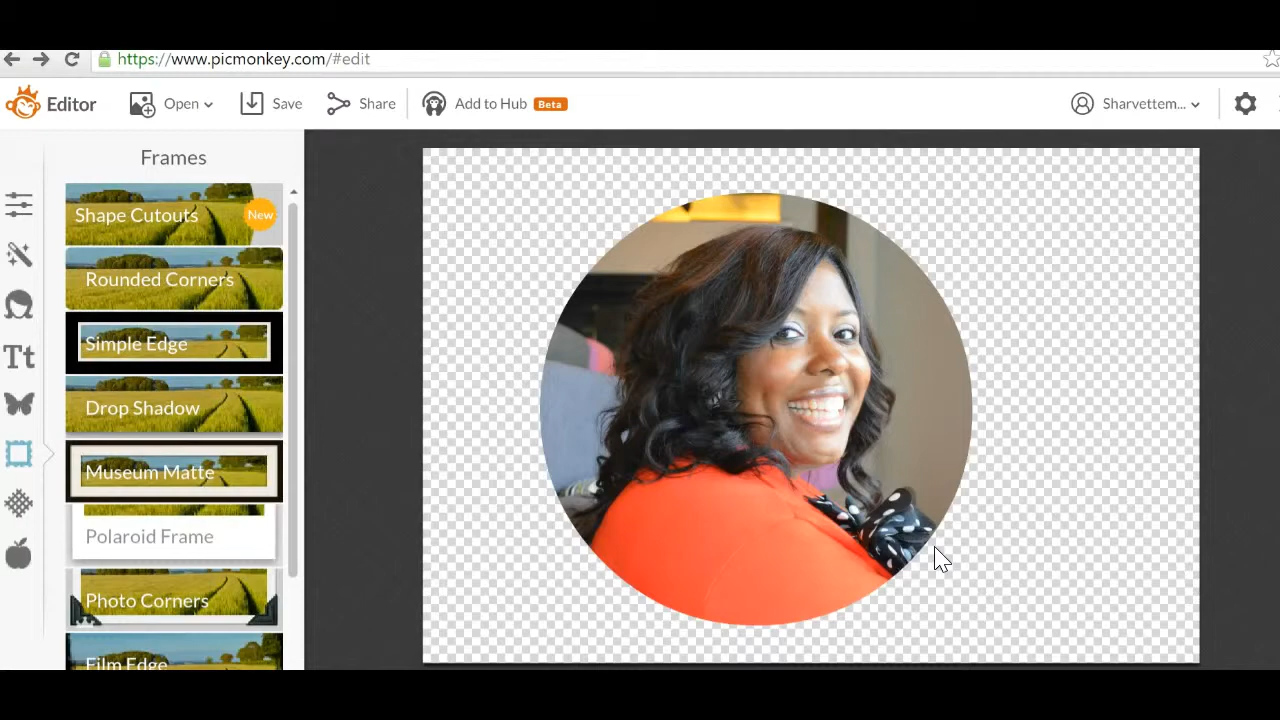 https://www.picmonkey.com/#edit
Editor Open Save Share Add to Hub Beta Sharvettem...
Frames
Shape Cutouts New
Rounded Corners
Simple Edge
Drop Shadow
Museum Matte
Polaroid Frame
Photo Corners
Film Edge
Tt